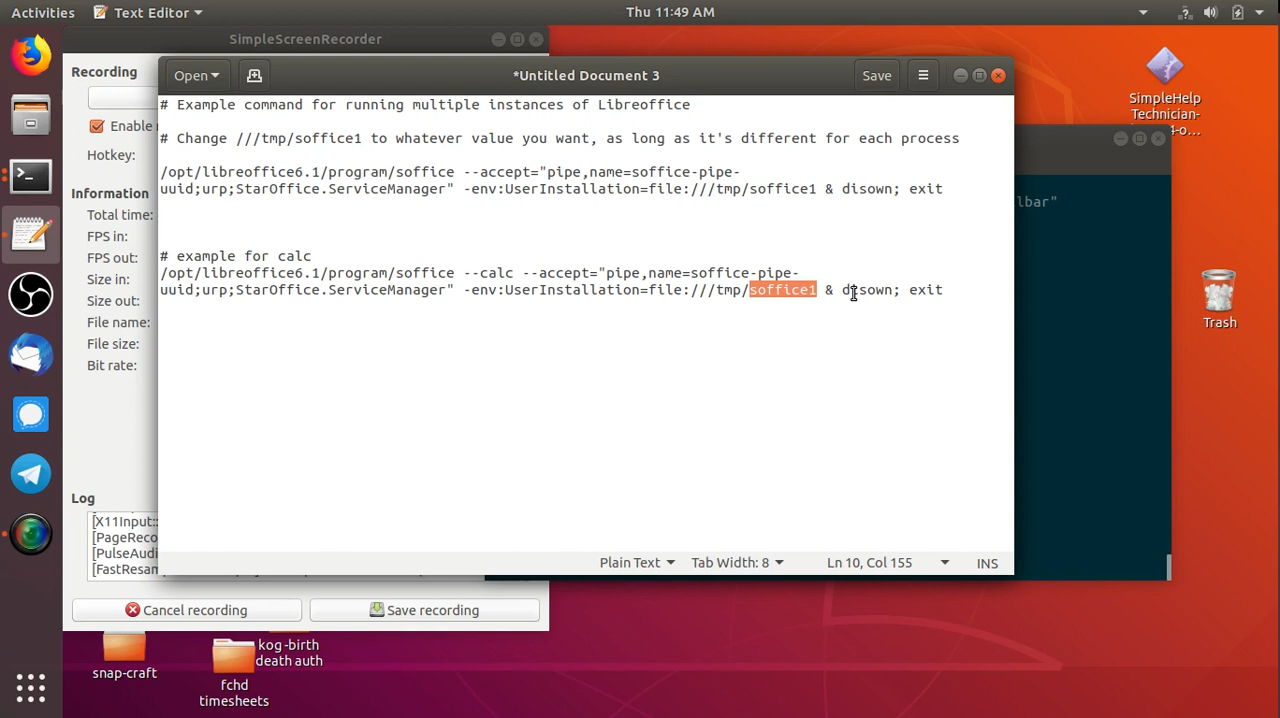 Activities
Text Editor
Thu 11:49 AM
SimpleScreenRecorder
Recording
Enable
Hotkey:
Information
Total time:
FPS in:
FPS out:
Size in:
Size out:
File name:
File size:
Bit rate:
Log
[X11Input::
[PageReco
[PulseAudi
[FastResam
Cancel recording
Save recording
Open
*Untitled Document 3
Save
# Example command for running multiple instances of Libreoffice
# Change ///tmp/soffice1 to whatever value you want, as long as it's different for each process
/opt/libreoffice6.1/program/soffice --accept="pipe,name=soffice-pipe-
uuid;urp;StarOffice.ServiceManager" -env:UserInstallation=file:///tmp/soffice1 & disown; exit
# example for calc
/opt/libreoffice6.1/program/soffice --calc --accept="pipe,name=soffice-pipe-
uuid;urp;StarOffice.ServiceManager" -env:UserInstallation=file:///tmp/soffice1 & disown; exit
Plain Text
Tab Width: 8
Ln 10, Col 155
INS
lbar"
SimpleHelp
Technician-
Trash
snap-craft
fchd
timesheets
kog-birth
death auth